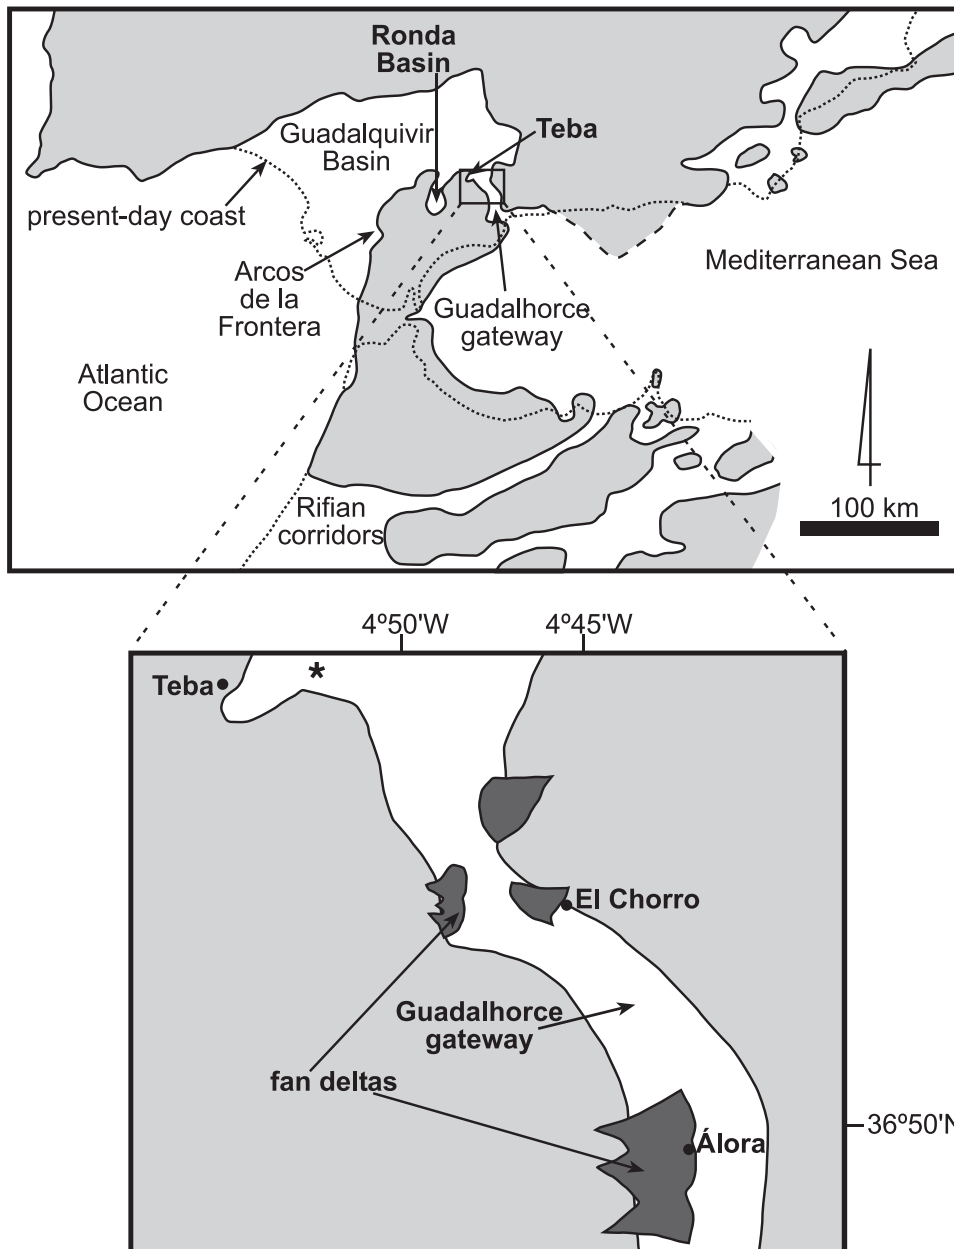 Ronda
Basin
Guadalquivir
Basin
Teba
present-day coast
Arcos
de la
Frontera
Guadalhorce
gateway
Mediterranean Sea
Atlantic
Ocean
Rifian
corridors
100 km
4º50'W
4º45'W
Teba
*
El Chorro
Guadalhorce
gateway
fan deltas
36º50'N
Álora